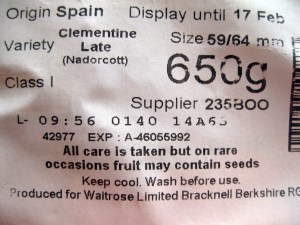 Origin Spain Display until 17 Feb
Variety Clementine Late (Nadorcott) Size 59/64 mm
Class I 650g
Supplier 235800
L- 09:56 0140 14A65
42977 EXP : A-46055992
All care is taken but on rare
occasions fruit may contain seeds
Keep cool. Wash before use.
Produced for Waitrose Limited Bracknell Berkshire RG